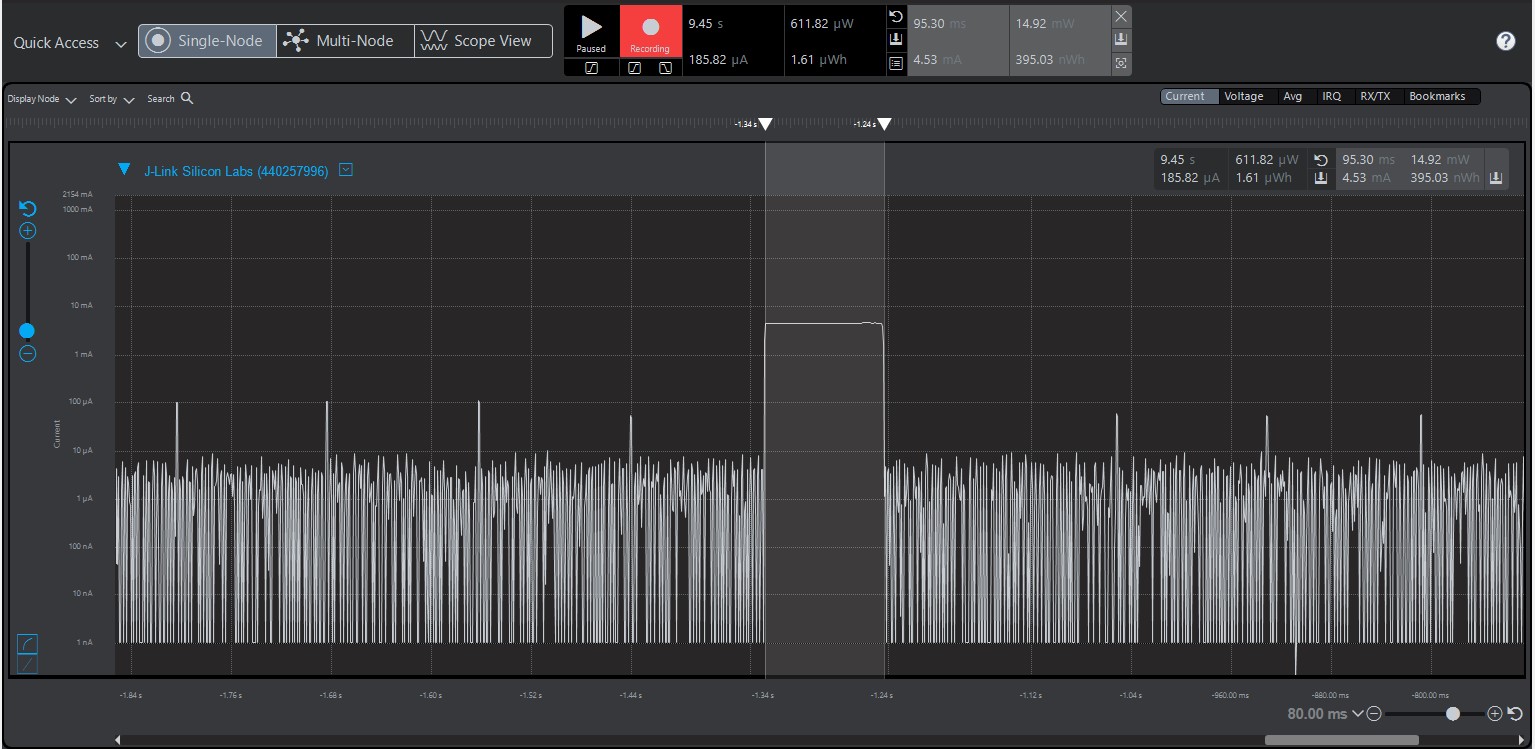 Quick Access
Single-Node
Multi-Node
Scope View
Paused
Recording
9.45 s
611.82 µW
185.82 µA
1.61 µWh
95.30 ms
14.92 mW
4.53 mA
395.03 nWh
?
Display Node
Sort by
Search
Current
Voltage
Avg
IRQ
RX/TX
Bookmarks
-1.34 s
-1.24 s
J-Link Silicon Labs (440257996)
9.45 s
611.82 µW
95.30 ms
14.92 mW
185.82 µA
1.61 µWh
4.53 mA
395.03 nWh
2154 mA
1000 mA
100 mA
10 mA
1 mA
100 µA
10 µA
1 µA
100 nA
10 nA
1 nA
Current
-1.84 s
-1.76 s
-1.68 s
-1.60 s
-1.52 s
-1.44 s
-1.34 s
-1.24 s
-1.12 s
-1.04 s
-960.00 ms
-880.00 ms
-800.00 ms
80.00 ms